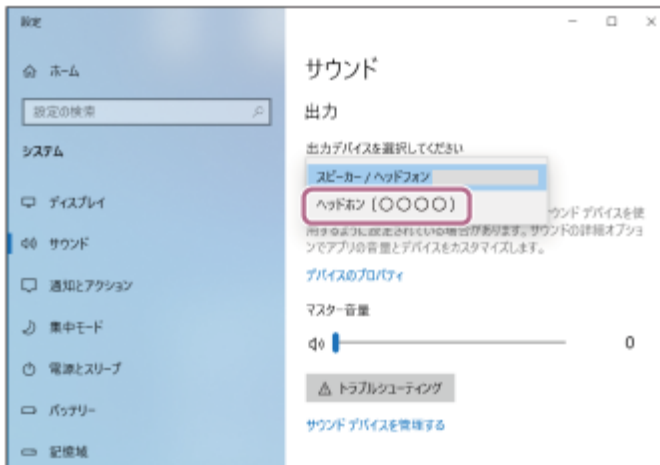 設定
ホーム
設定の検索
システム
ディスプレイ
サウンド
通知とアクション
集中モード
電源とスリープ
バッテリー
記憶域
サウンド
出力
出力デバイスを選択してください
スピーカー / ヘッドフォン
ヘッドホン (〇〇〇〇)
ウンド デバイスを使
用するように設定されている場合があります。サウンドの詳細オプショ
ンでアプリの音量とデバイスをカスタマイズします。
デバイスのプロパティ
マスター音量
0
トラブルシューティング
サウンド デバイスを管理する